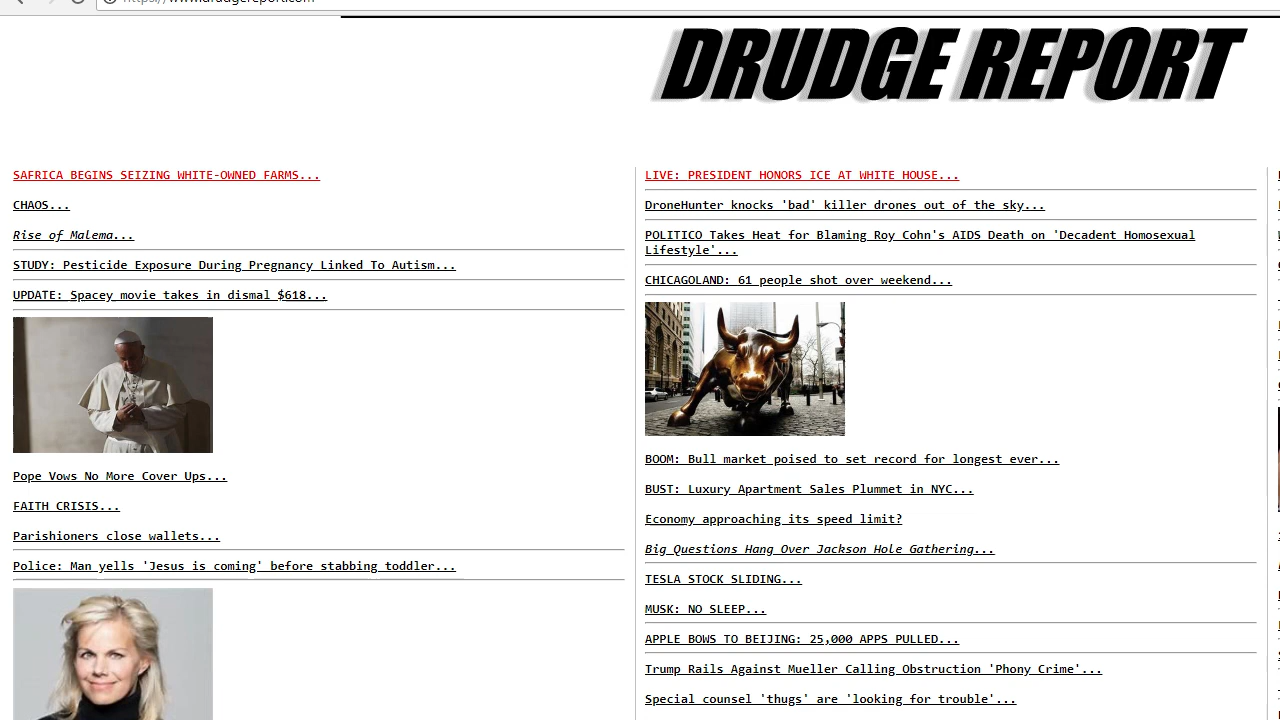 DRUDGE REPORT
SAFRICA BEGINS SEIZING WHITE-OWNED FARMS...
CHAOS...
Rise of Malema...
STUDY: Pesticide Exposure During Pregnancy Linked To Autism...
UPDATE: Spacey movie takes in dismal $618...
Pope Vows No More Cover Ups...
FAITH CRISIS...
Parishioners close wallets...
Police: Man yells 'Jesus is coming' before stabbing toddler...
LIVE: PRESIDENT HONORS ICE AT WHITE HOUSE...
DroneHunter knocks 'bad' killer drones out of the sky...
POLITICO Takes Heat for Blaming Roy Cohn's AIDS Death on 'Decadent Homosexual
Lifestyle'...
CHICAGOLAND: 61 people shot over weekend...
BOOM: Bull market poised to set record for longest ever...
BUST: Luxury Apartment Sales Plummet in NYC...
Economy approaching its speed limit?
Big Questions Hang Over Jackson Hole Gathering...
TESLA STOCK SLIDING...
MUSK: NO SLEEP...
APPLE BOWS TO BEIJING: 25,000 APPS PULLED...
Trump Rails Against Mueller Calling Obstruction 'Phony Crime'...
Special counsel 'thugs' are 'looking for trouble'...